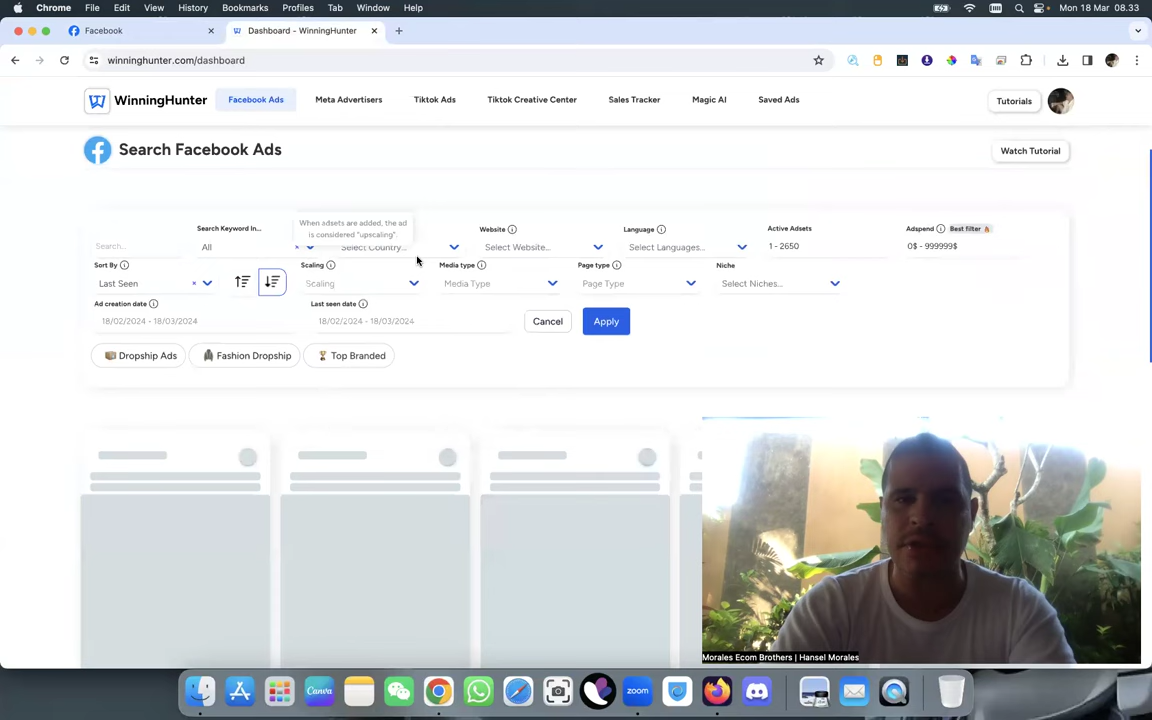 Chrome File Edit View History Bookmarks Profiles Tab Window Help Mon 18 Mar 08.33
Facebook Dashboard - WinningHunter
winninghunter.com/dashboard
WinningHunter Facebook Ads Meta Advertisers Tiktok Ads Tiktok Creative Center Sales Tracker Magic AI Saved Ads Tutorials
Search Facebook Ads Watch Tutorial
When adsets are added, the ad
is considered "upscaling".
Search Keyword In... Website Language Active Adsets Adspend Best filter
Search... All Select Country... Select Website... Select Languages... 1 - 2650 0$ - 999999$
Sort By Scaling Media type Page type Niche
Last Seen Scaling Media Type Page Type Select Niches...
Ad creation date Last seen date
18/02/2024 - 18/03/2024 18/02/2024 - 18/03/2024 Cancel Apply
Dropship Ads Fashion Dropship Top Branded
Morales Ecom Brothers | Hansel Morales
Canva zoom